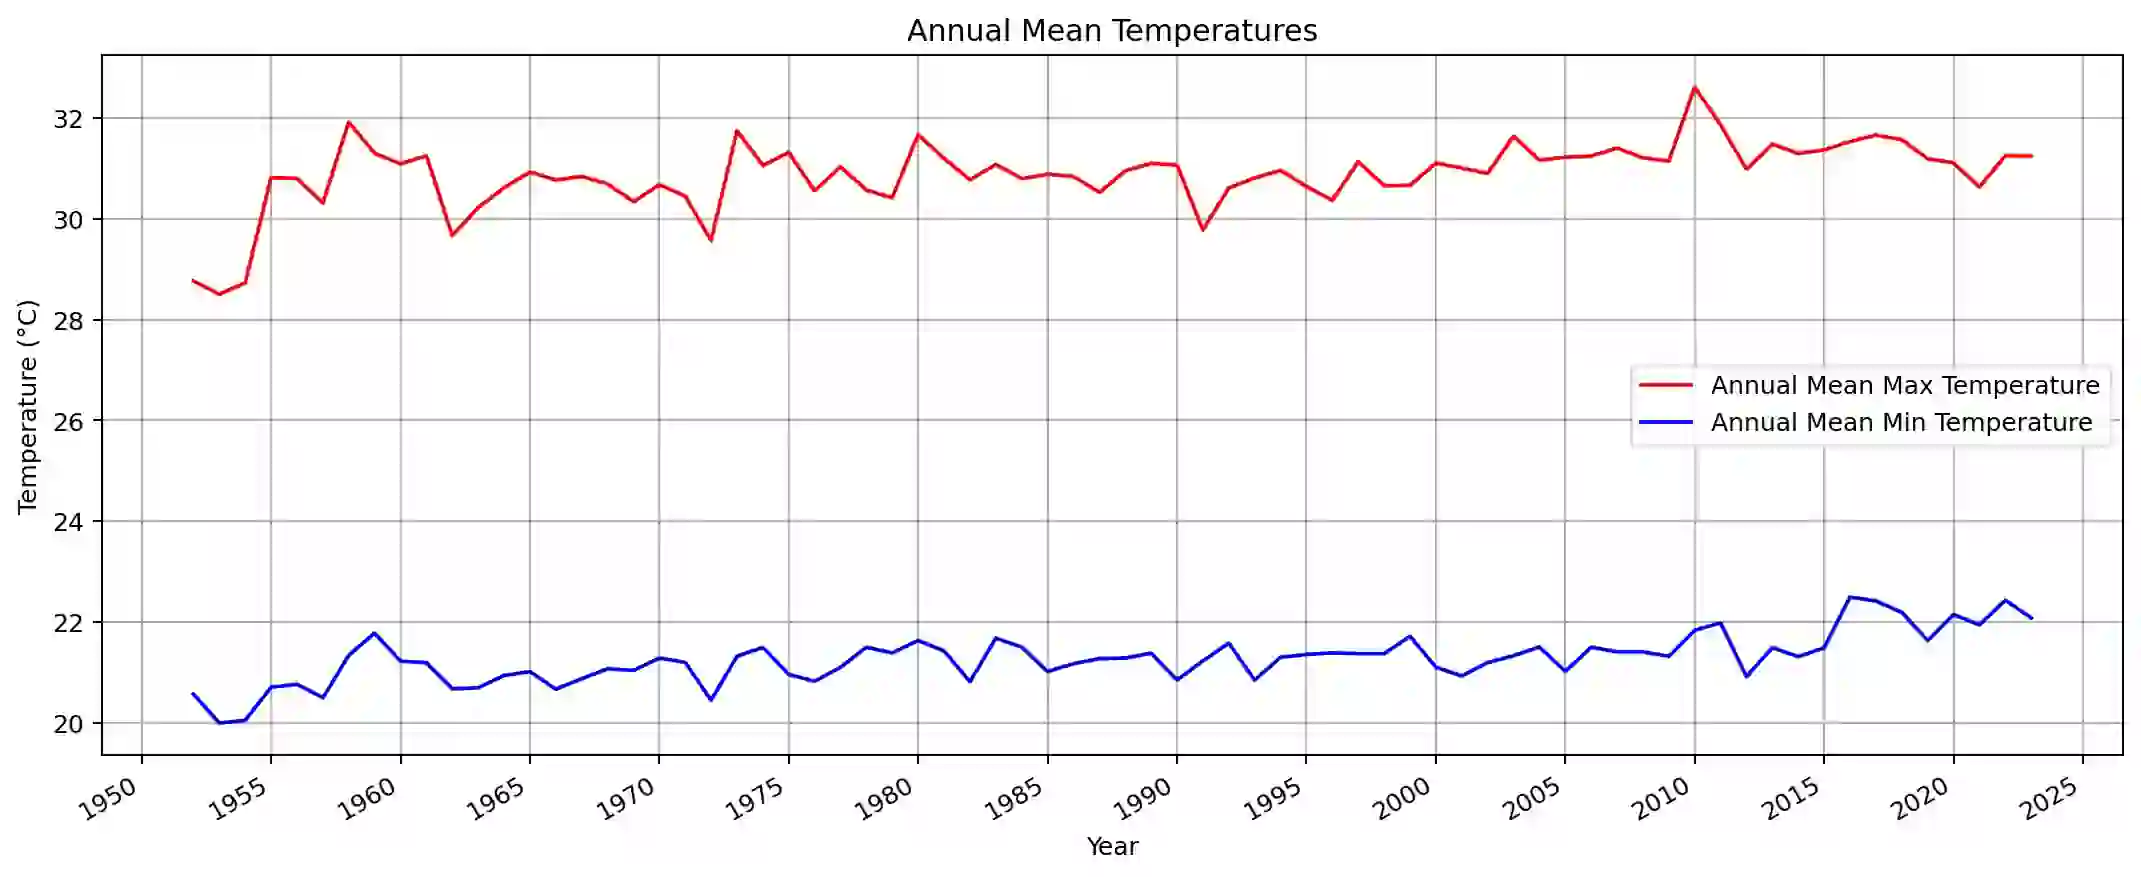 Annual Mean Temperatures
32
30
28
26
24
22
20
Temperature (°C)
Annual Mean Max Temperature
Annual Mean Min Temperature
1950 1955 1960 1965 1970 1975 1980 1985 1990 1995 2000 2005 2010 2015 2020 2025
Year